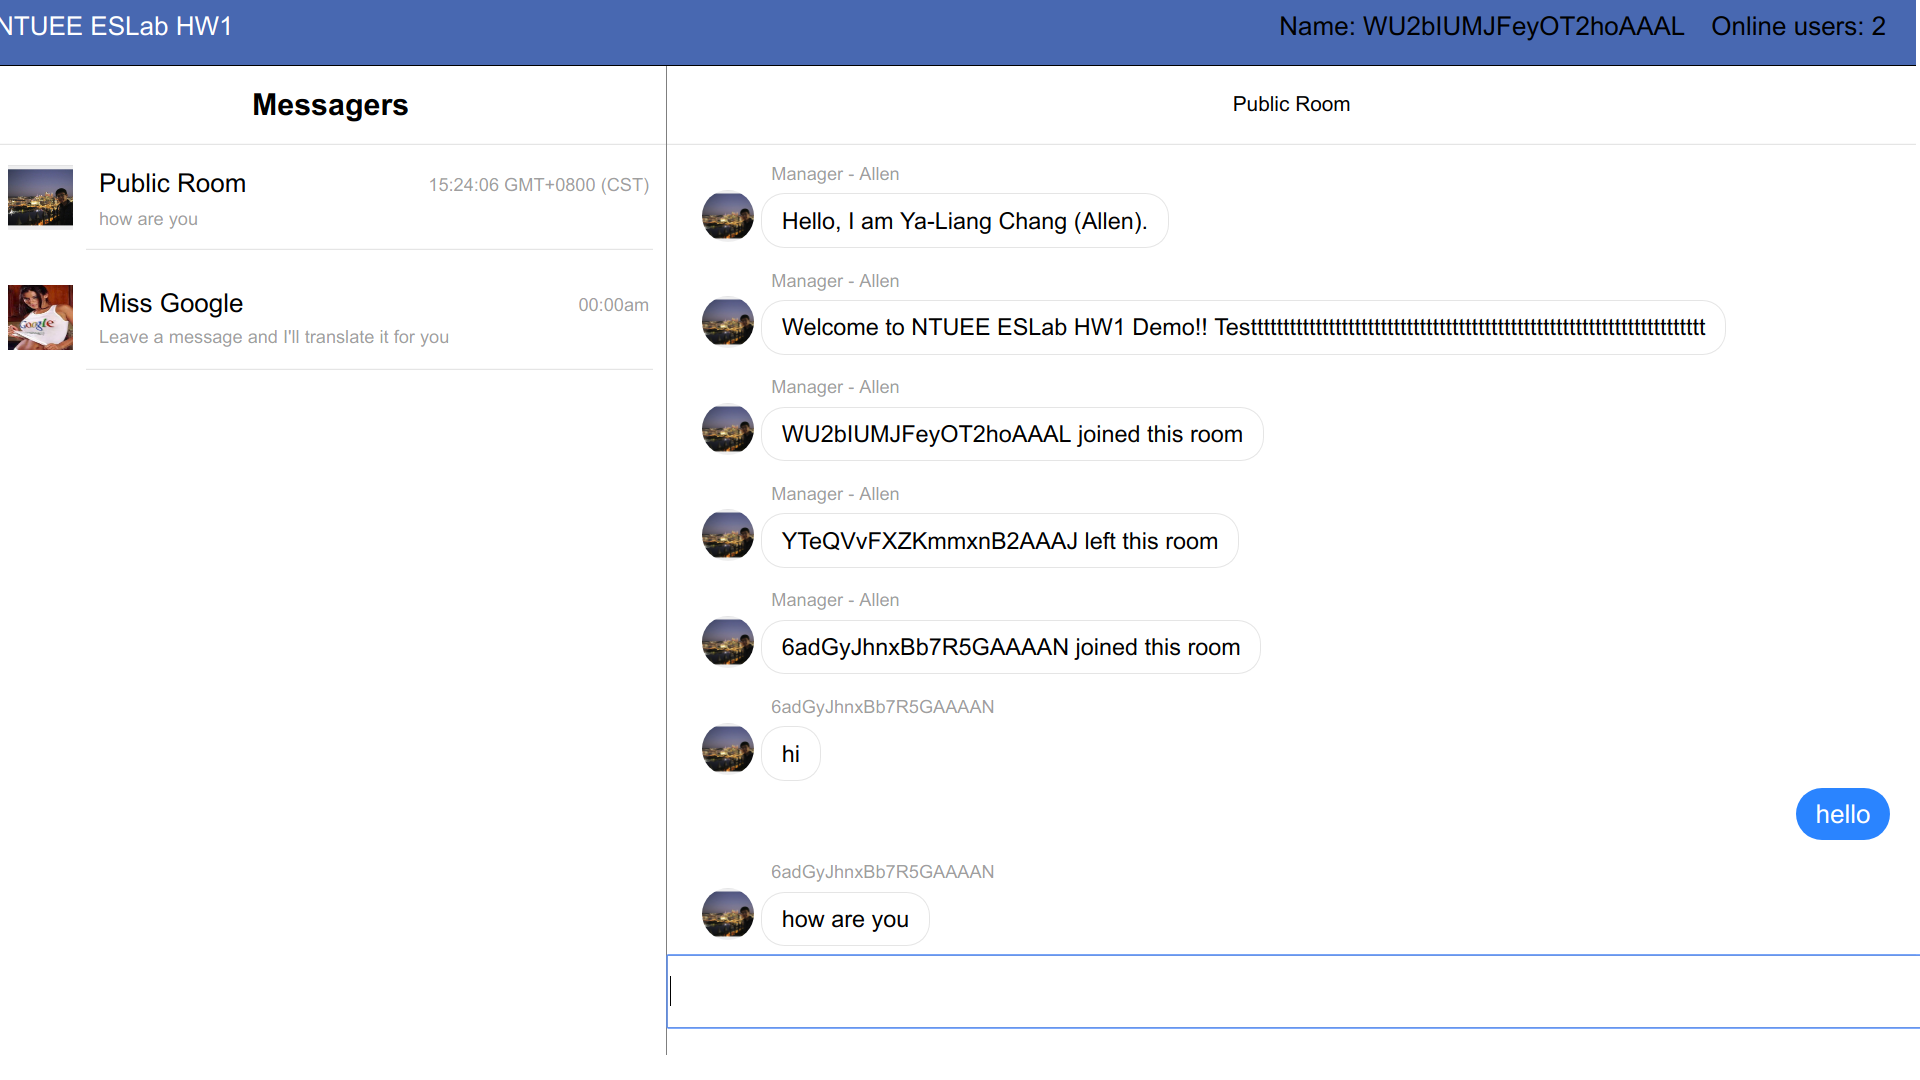 NTUEE ESLab HW1
Name: WU2bIUMJFeyOT2hoAAAL Online users: 2
Messagers
Public Room 15:24:06 GMT+0800 (CST)
how are you
Miss Google 00:00am
Leave a message and I'll translate it for you
Google
Public Room
Manager - Allen
Hello, I am Ya-Liang Chang (Allen).
Manager - Allen
Welcome to NTUEE ESLab HW1 Demo!! Testtttttttttttttttttttttttttttttttttttttttttttttttttttttttttttttttttttttt
Manager - Allen
WU2bIUMJFeyOT2hoAAAL joined this room
Manager - Allen
YTeQVvFXZKmmxnB2AAAJ left this room
Manager - Allen
6adGyJhnxBb7R5GAAAAN joined this room
6adGyJhnxBb7R5GAAAAN
hi
hello
6adGyJhnxBb7R5GAAAAN
how are you